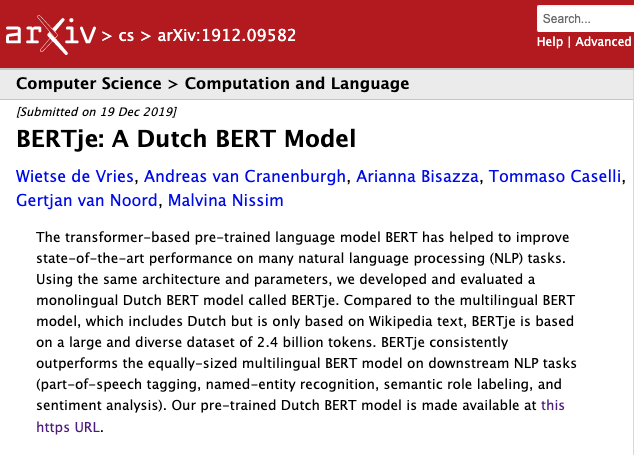 arXiv > cs > arXiv:1912.09582
Search...
Help | Advanced
Computer Science > Computation and Language
[Submitted on 19 Dec 2019]
BERTje: A Dutch BERT Model
Wietse de Vries, Andreas van Cranenburgh, Arianna Bisazza, Tommaso Caselli,
Gertjan van Noord, Malvina Nissim
The transformer-based pre-trained language model BERT has helped to improve
state-of-the-art performance on many natural language processing (NLP) tasks.
Using the same architecture and parameters, we developed and evaluated a
monolingual Dutch BERT model called BERTje. Compared to the multilingual BERT
model, which includes Dutch but is only based on Wikipedia text, BERTje is based
on a large and diverse dataset of 2.4 billion tokens. BERTje consistently
outperforms the equally-sized multilingual BERT model on downstream NLP tasks
(part-of-speech tagging, named-entity recognition, semantic role labeling, and
sentiment analysis). Our pre-trained Dutch BERT model is made available at this
https URL.